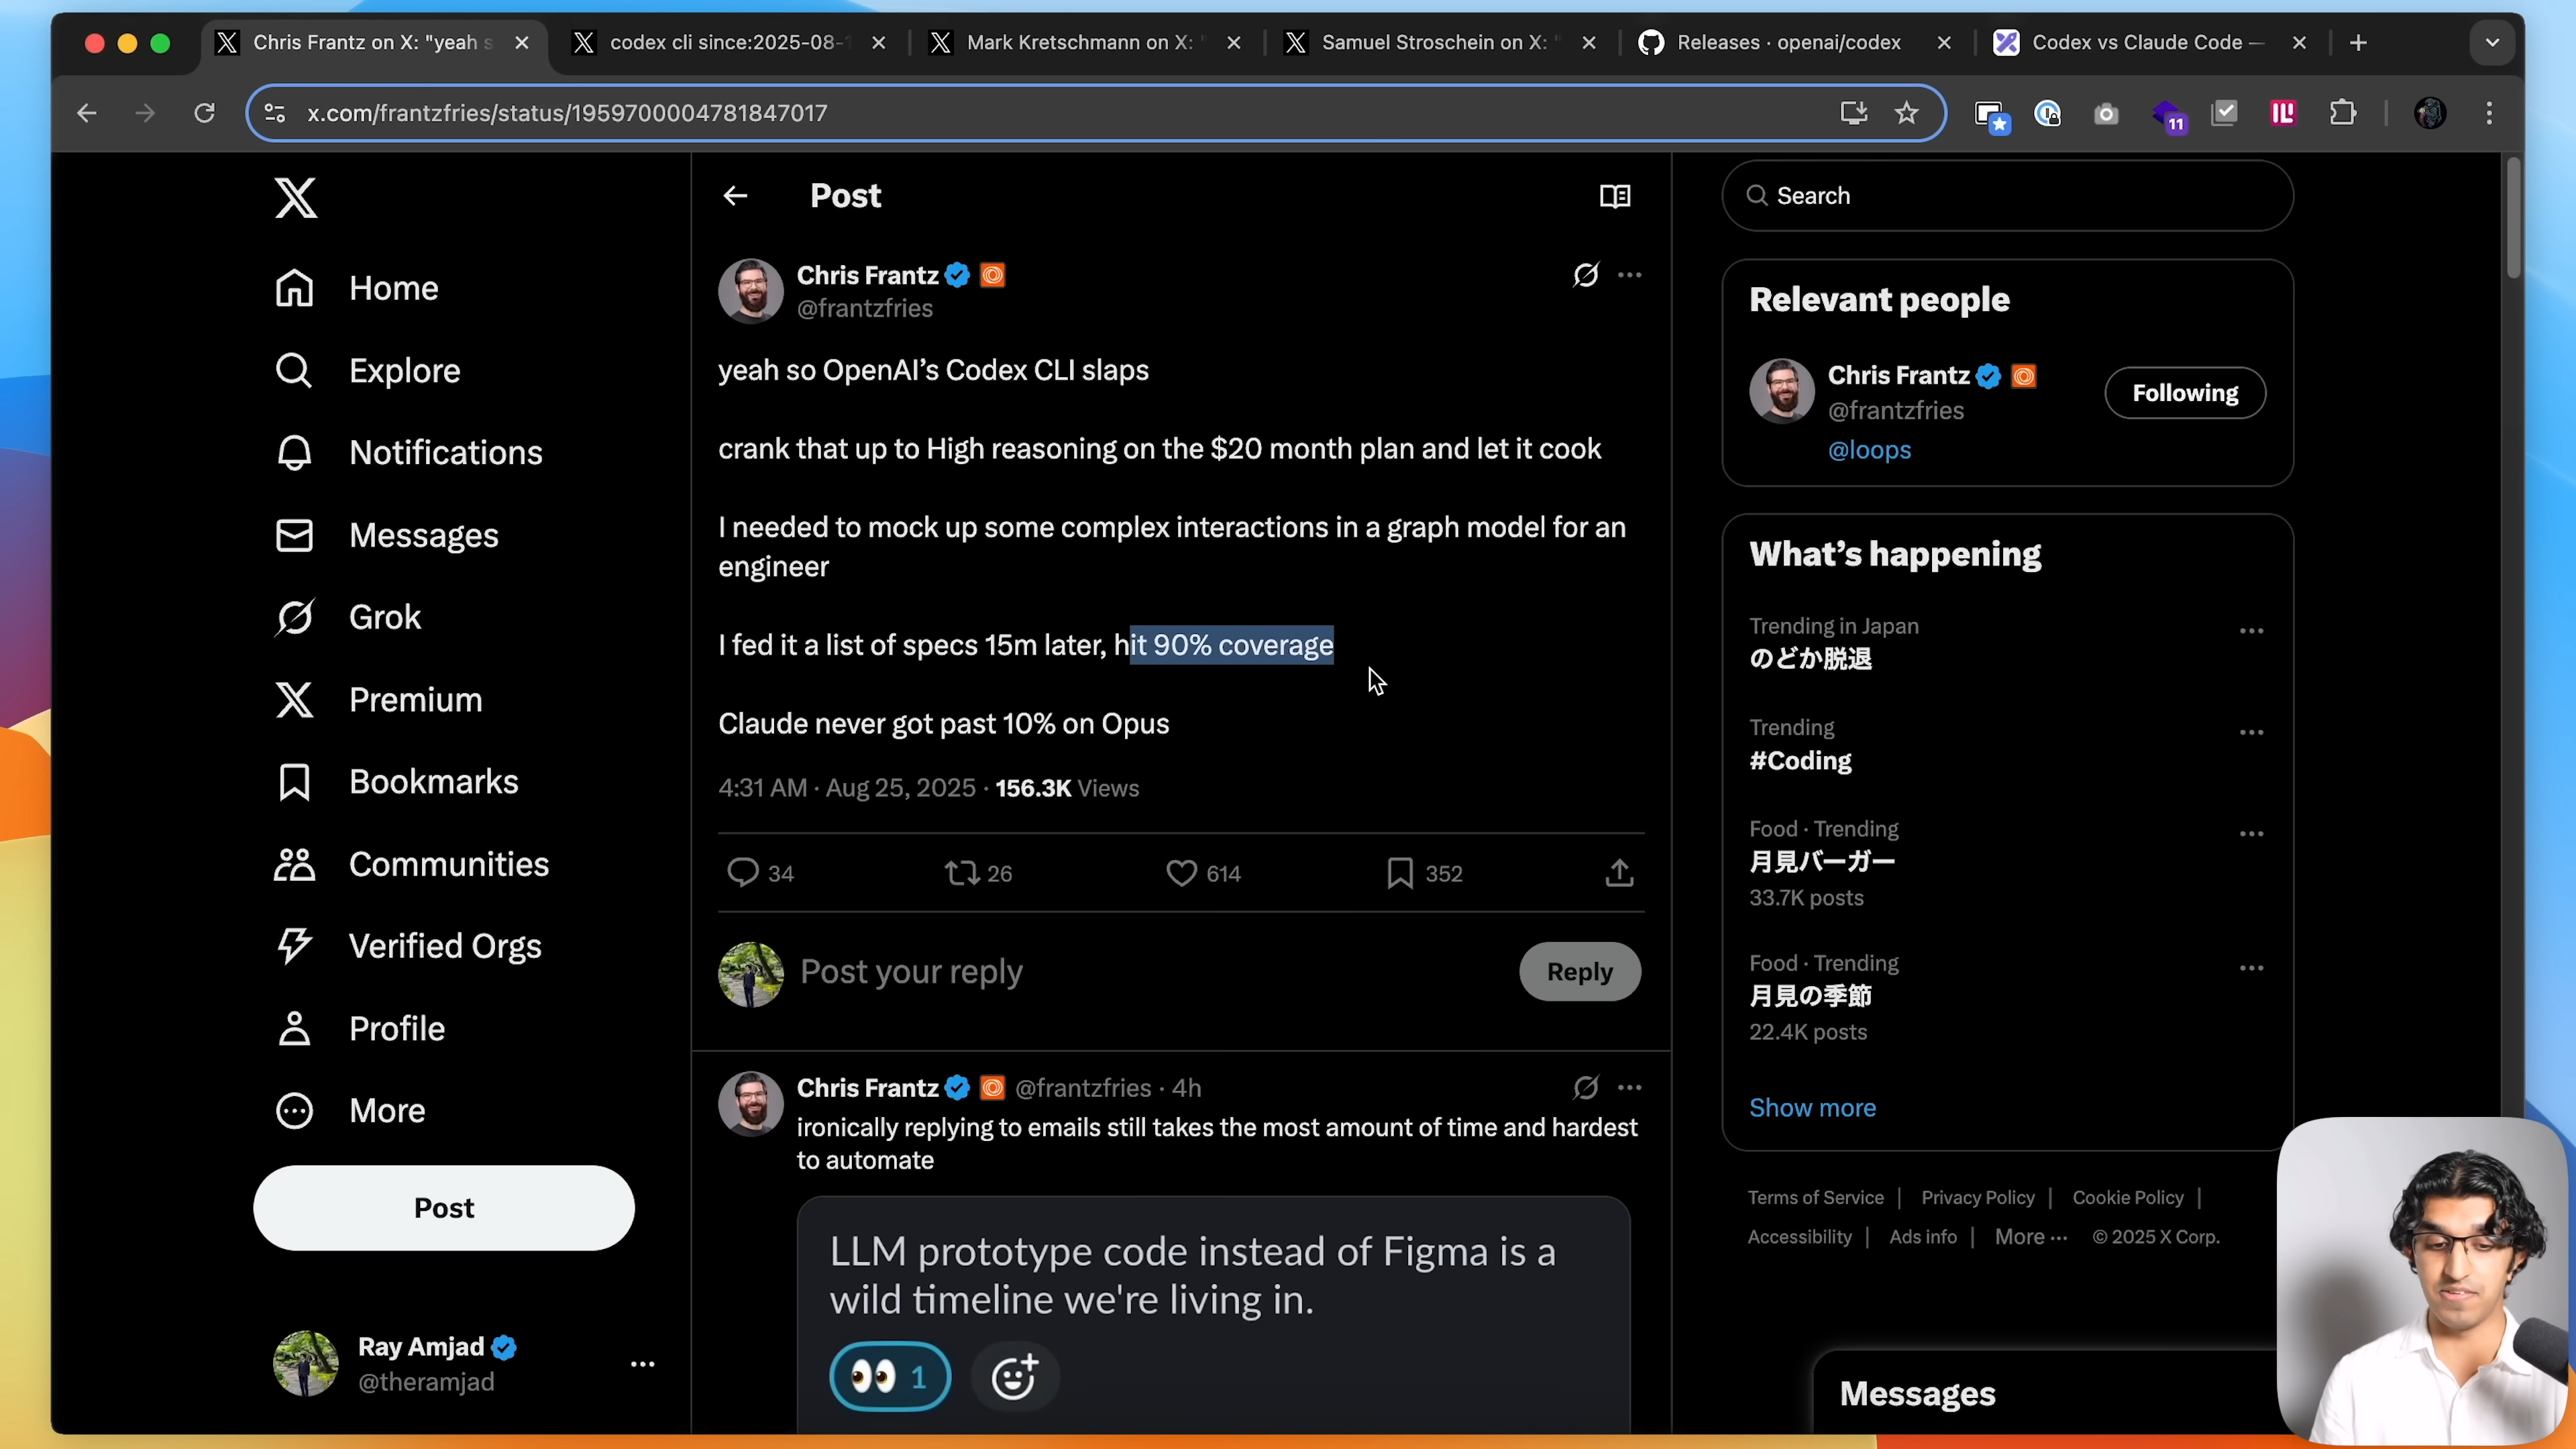 Chris Frantz on X: "yeah s
codex cli since:2025-08-1
Mark Kretschmann on X: "
Samuel Stroschein on X: "
Releases · openai/codex
Codex vs Claude Code —
x.com/frantzfries/status/1959700004781847017
11
Home
Explore
Notifications
Messages
Grok
Premium
Bookmarks
Communities
Verified Orgs
Profile
More
Post
Ray Amjad
@theramjad
Post
Chris Frantz
@frantzfries
yeah so OpenAI's Codex CLI slaps
crank that up to High reasoning on the $20 month plan and let it cook
I needed to mock up some complex interactions in a graph model for an
engineer
I fed it a list of specs 15m later, hit 90% coverage
Claude never got past 10% on Opus
4:31 AM · Aug 25, 2025 · 156.3K Views
34
26
614
352
Post your reply
Reply
Chris Frantz @frantzfries · 4h
ironically replying to emails still takes the most amount of time and hardest
to automate
LLM prototype code instead of Figma is a
wild timeline we're living in.
1
Search
Relevant people
Chris Frantz
@frantzfries
Following
@loops
What's happening
Trending in Japan
のどか脱退
Trending
#Coding
Food · Trending
月見バーガー
33.7K posts
Food · Trending
月見の季節
22.4K posts
Show more
Terms of Service | Privacy Policy | Cookie Policy |
Accessibility | Ads info | More ··· © 2025 X Corp.
Messages